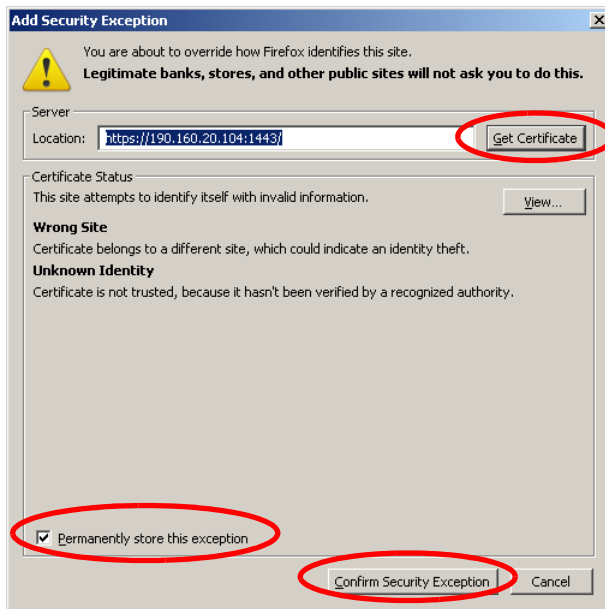 Add Security Exception
You are about to override how Firefox identifies this site.
Legitimate banks, stores, and other public sites will not ask you to do this.
Server
Location: https://190.160.20.104:1443/ Get Certificate
Certificate Status
This site attempts to identify itself with invalid information. View...
Wrong Site
Certificate belongs to a different site, which could indicate an identity theft.
Unknown Identity
Certificate is not trusted, because it hasn't been verified by a recognized authority.
Permanently store this exception
Confirm Security Exception Cancel